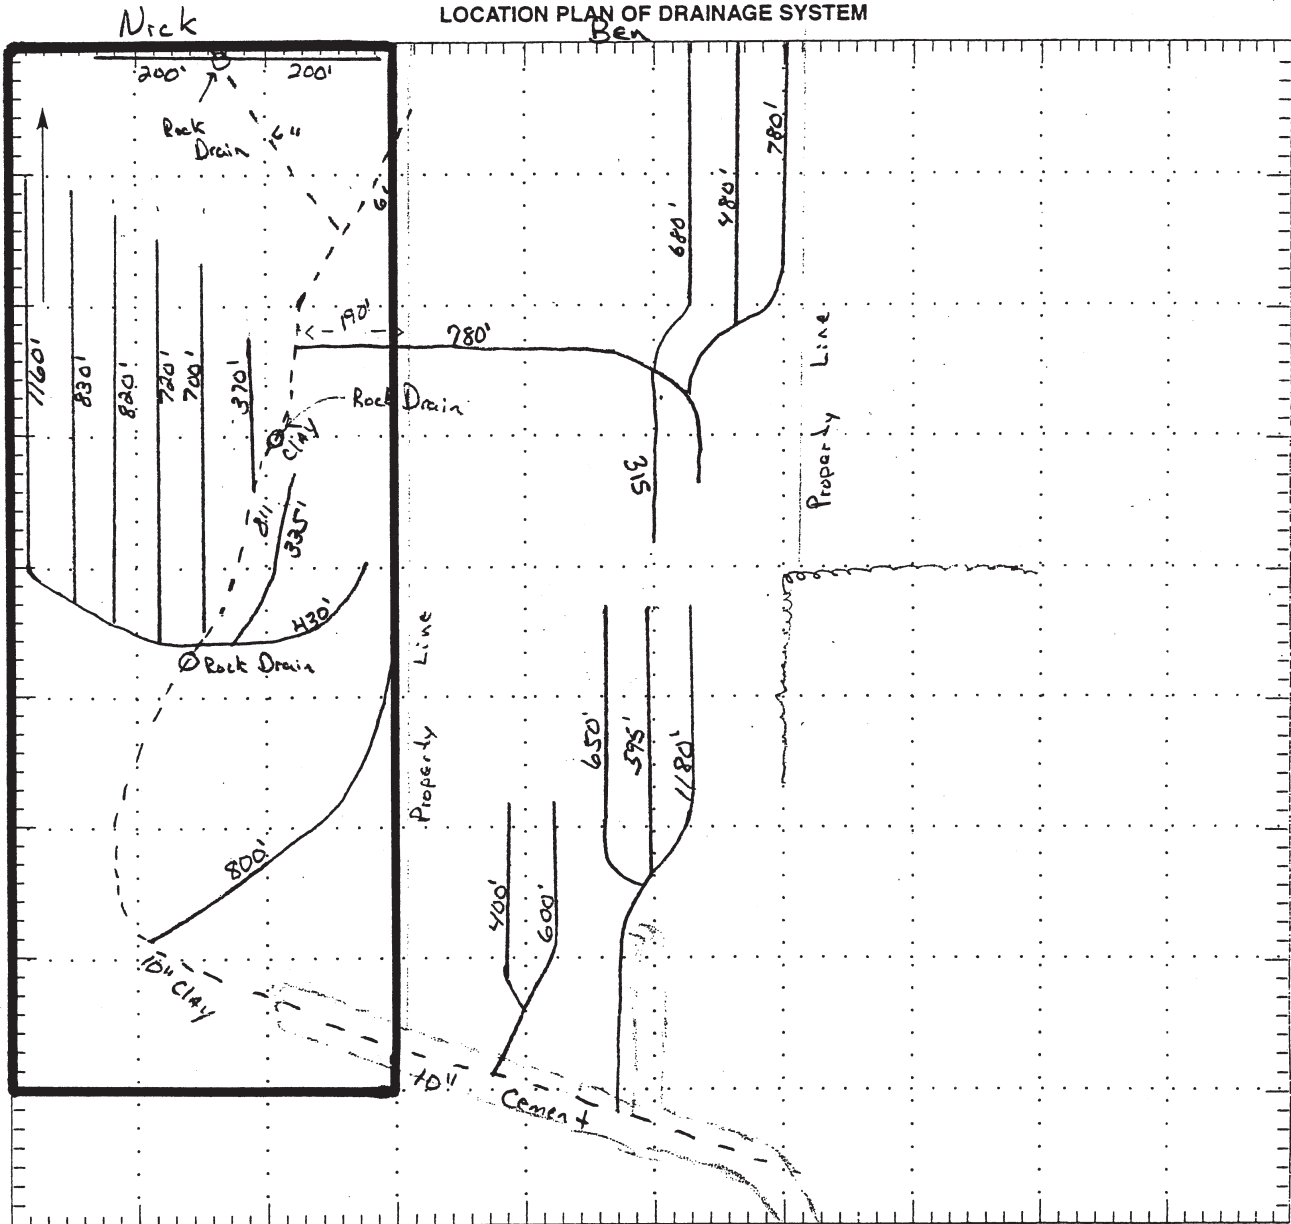 LOCATION PLAN OF DRAINAGE SYSTEM
Nick
Ben
200'
200'
Rock
Drain
6"
6"
780'
480'
680'
190'
780'
1160'
830'
820'
720'
700'
370'
Rock Drain
Clay
315
Property Line
8"
335'
430'
Rock Drain
Property Line
650'
595'
1180'
800'
400'
600'
10" Clay
10"
Cement